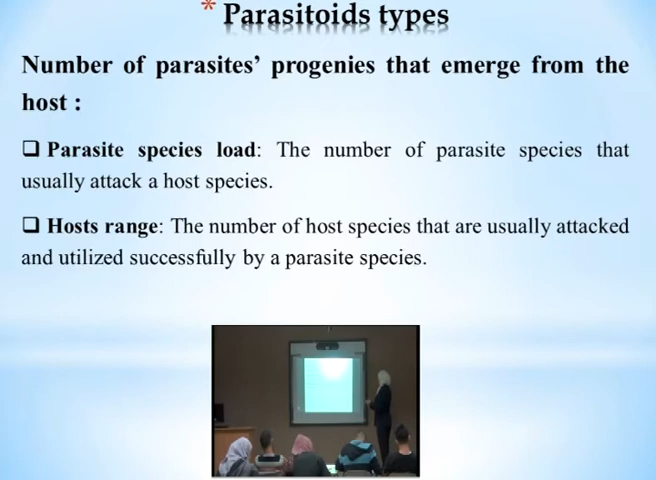 * Parasitoids types
Number of parasites’ progenies that emerge from the
host :
❑ Parasite species load: The number of parasite species that
usually attack a host species.
❑ Hosts range: The number of host species that are usually attacked
and utilized successfully by a parasite species.